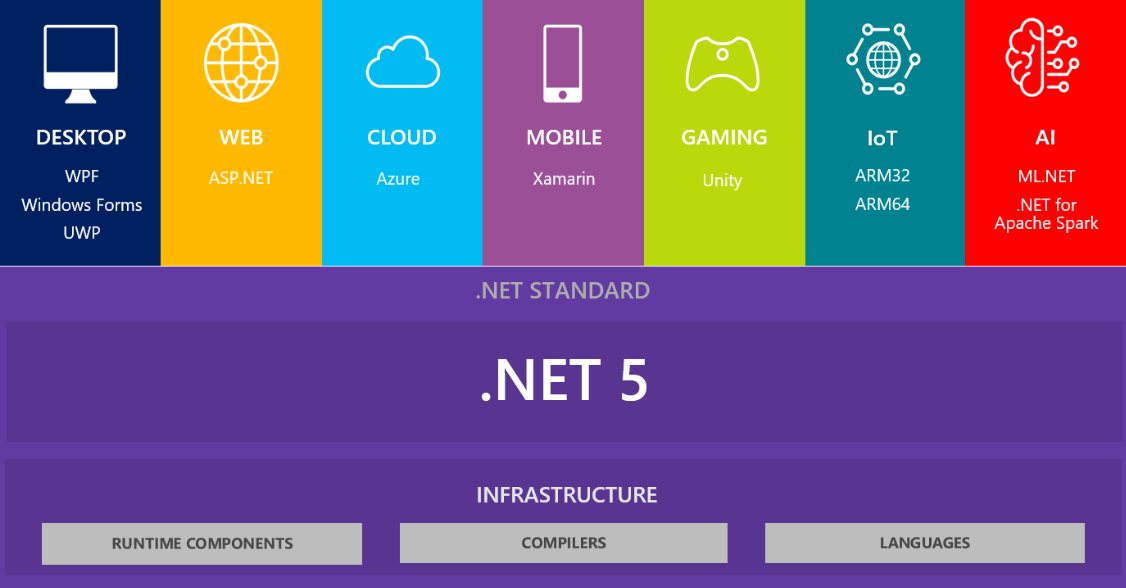 DESKTOP
WPF
Windows Forms
UWP
WEB
ASP.NET
CLOUD
Azure
MOBILE
Xamarin
GAMING
Unity
IoT
ARM32
ARM64
AI
ML.NET
.NET for
Apache Spark
.NET STANDARD
.NET 5
INFRASTRUCTURE
RUNTIME COMPONENTS
COMPILERS
LANGUAGES